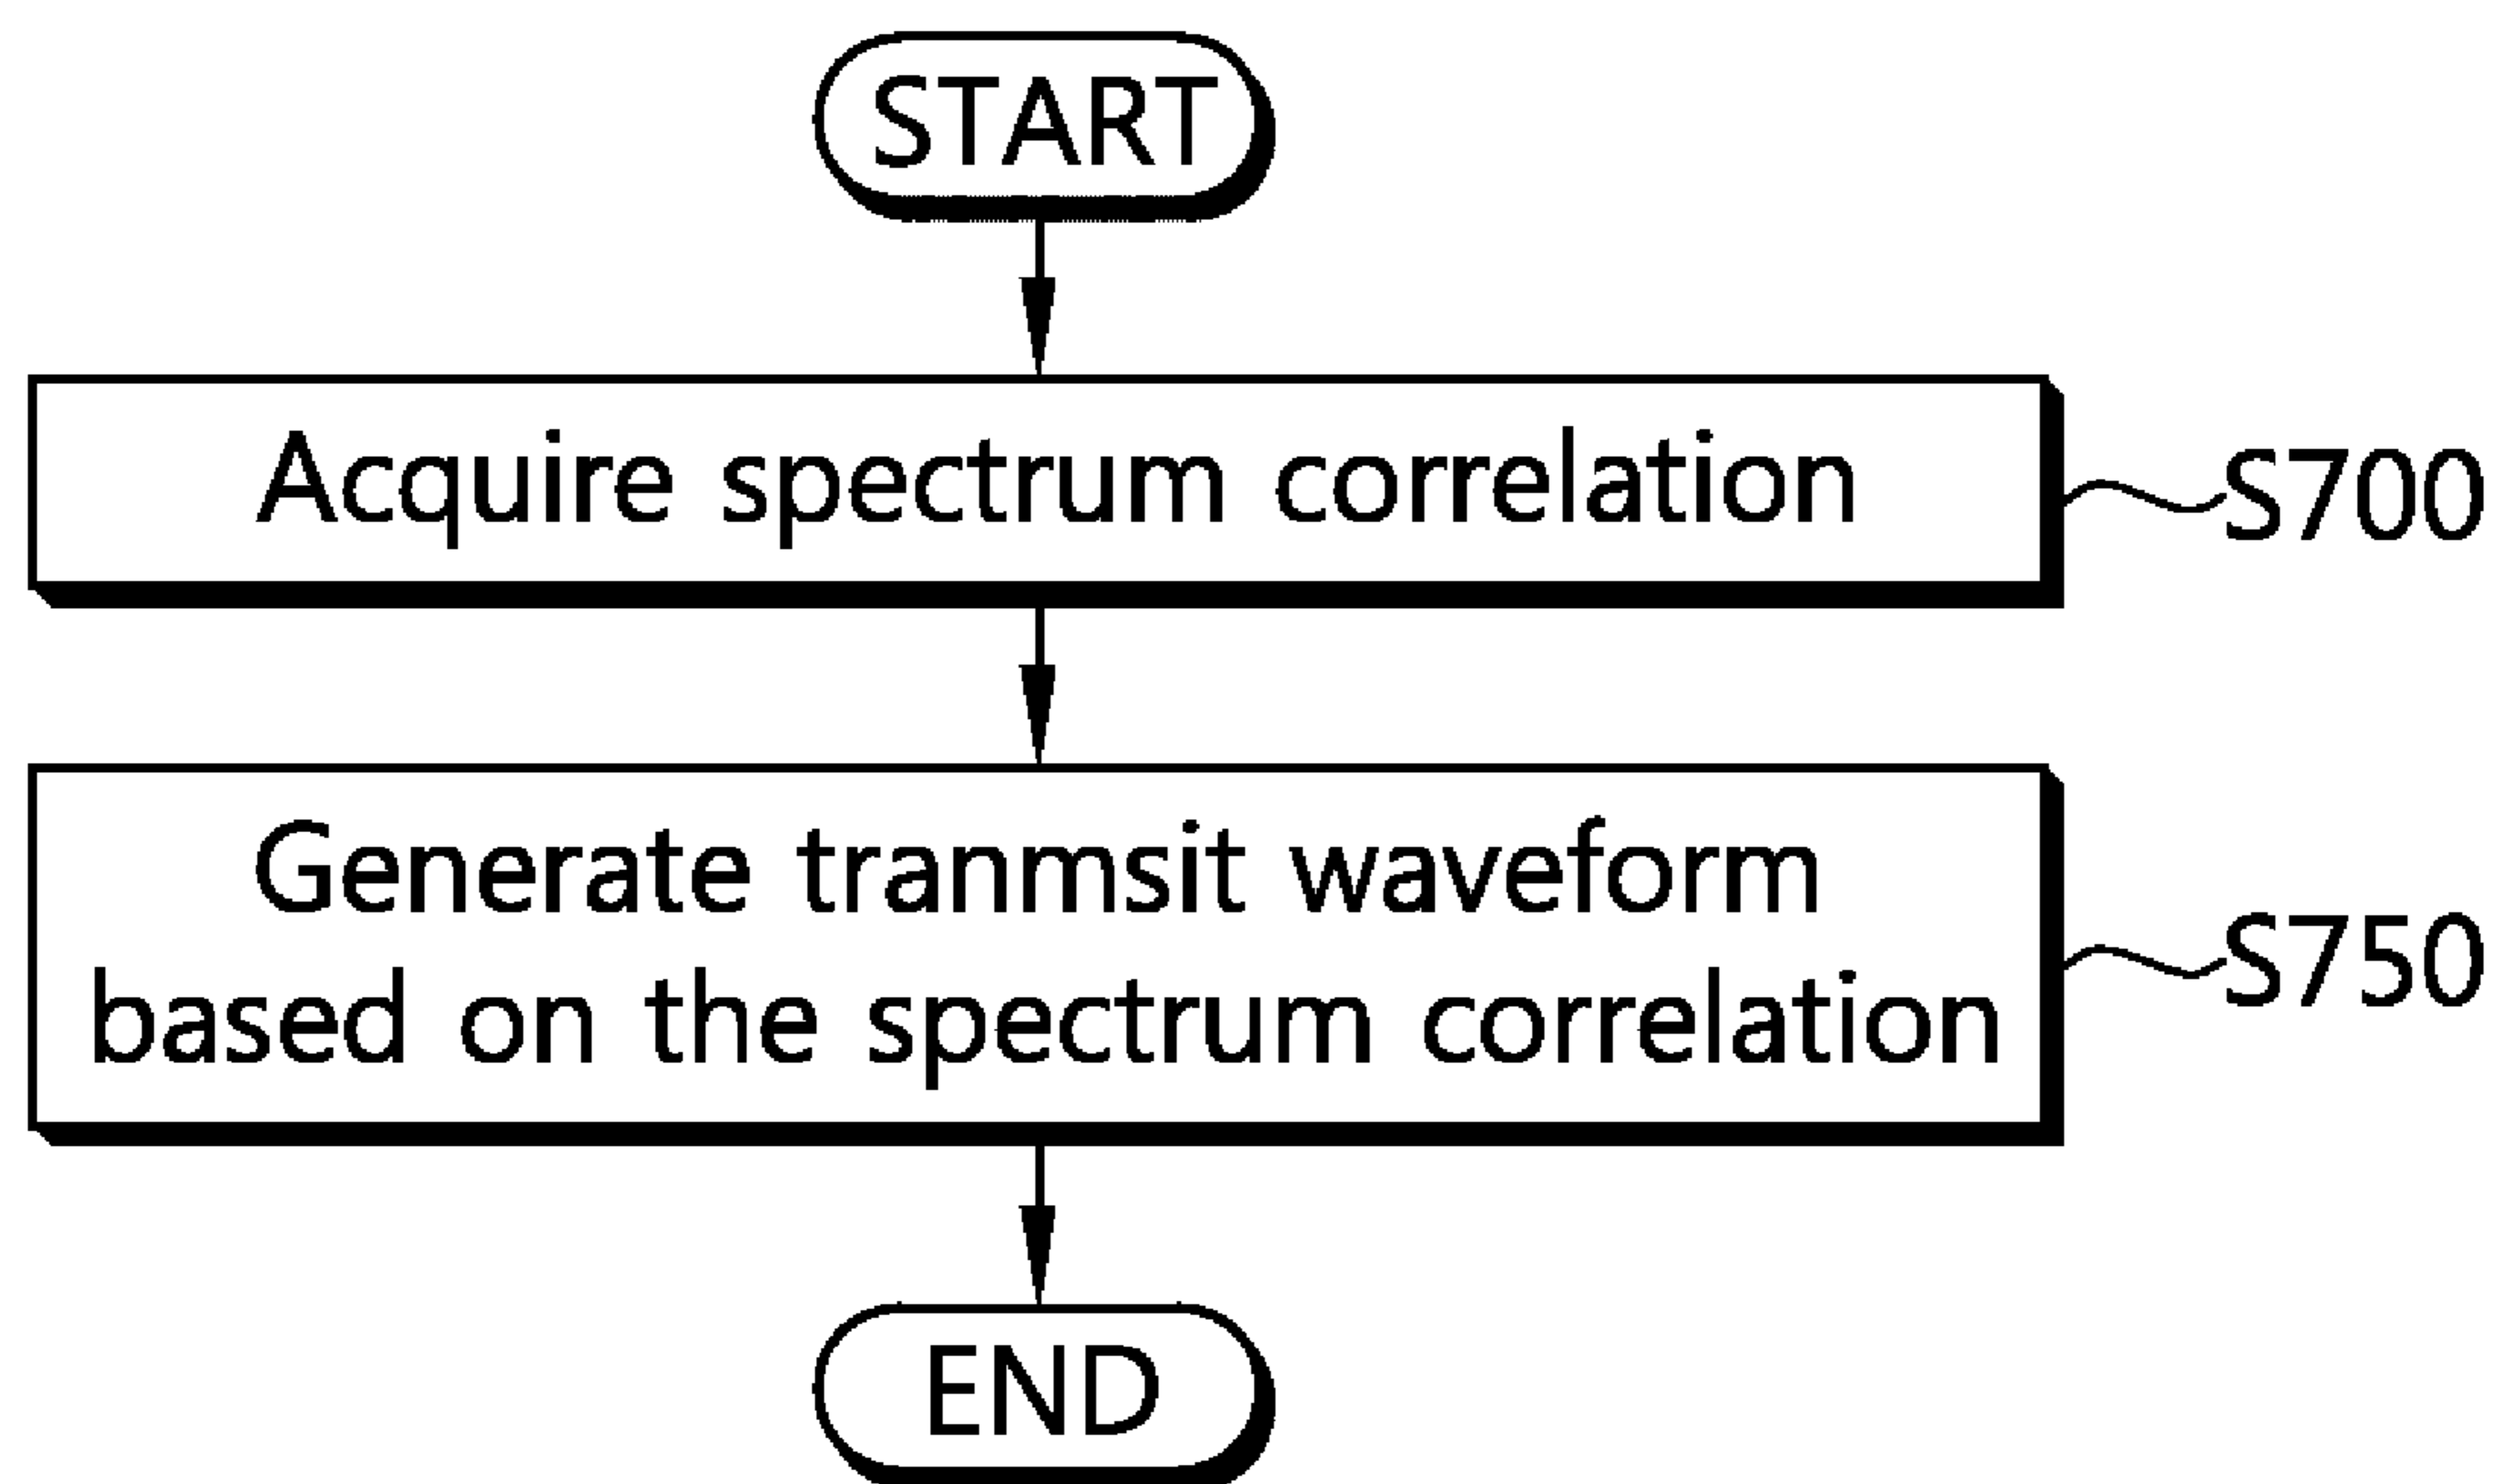 START
Acquire spectrum correlation
S700
Generate tranmsit waveform
based on the spectrum correlation
S750
END